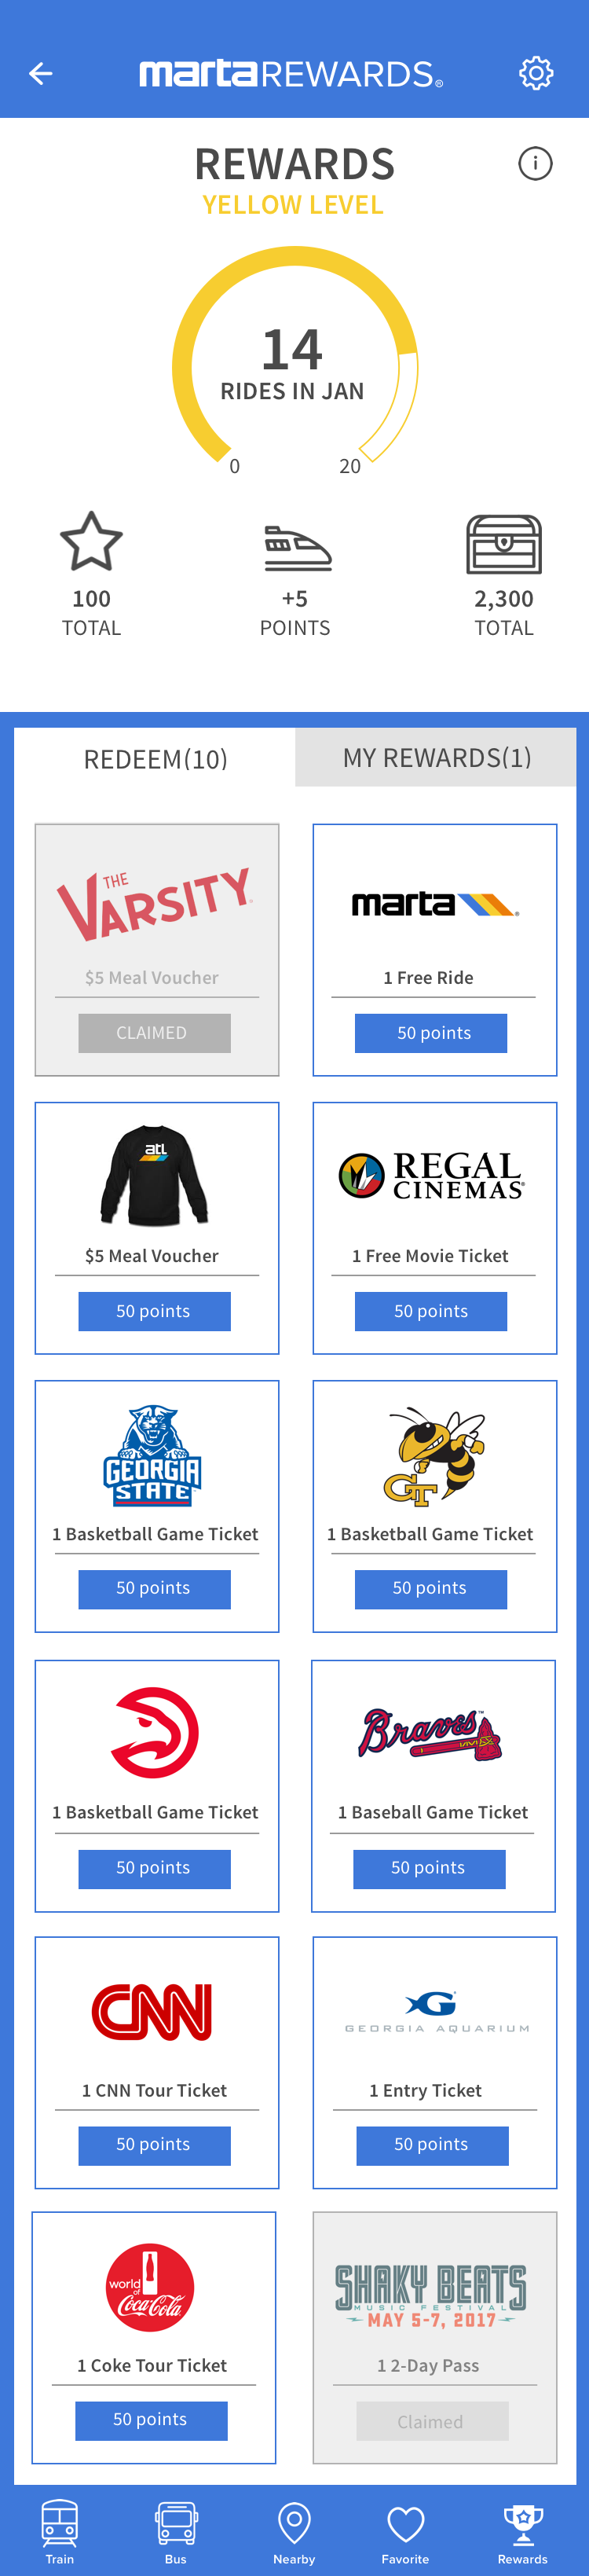 martaREWARDS®
REWARDS
YELLOW LEVEL
14
RIDES IN JAN
0 20
100 +5 2,300
TOTAL POINTS TOTAL
REDEEM(10) MY REWARDS(1)
THE
VARSITY
$5 Meal Voucher
CLAIMED
marta
1 Free Ride
50 points
atl
$5 Meal Voucher
50 points
REGAL
CINEMAS
1 Free Movie Ticket
50 points
GEORGIA
STATE
1 Basketball Game Ticket
50 points
GT
1 Basketball Game Ticket
50 points
1 Basketball Game Ticket
50 points
Braves™
1 Baseball Game Ticket
50 points
CNN
1 CNN Tour Ticket
50 points
G
GEORGIA AQUARIUM
1 Entry Ticket
50 points
world
of
Coca-Cola
1 Coke Tour Ticket
50 points
SHAKY BEATS
MUSIC FESTIVAL
MAY 5-7, 2017
1 2-Day Pass
Claimed
Train Bus Nearby Favorite Rewards